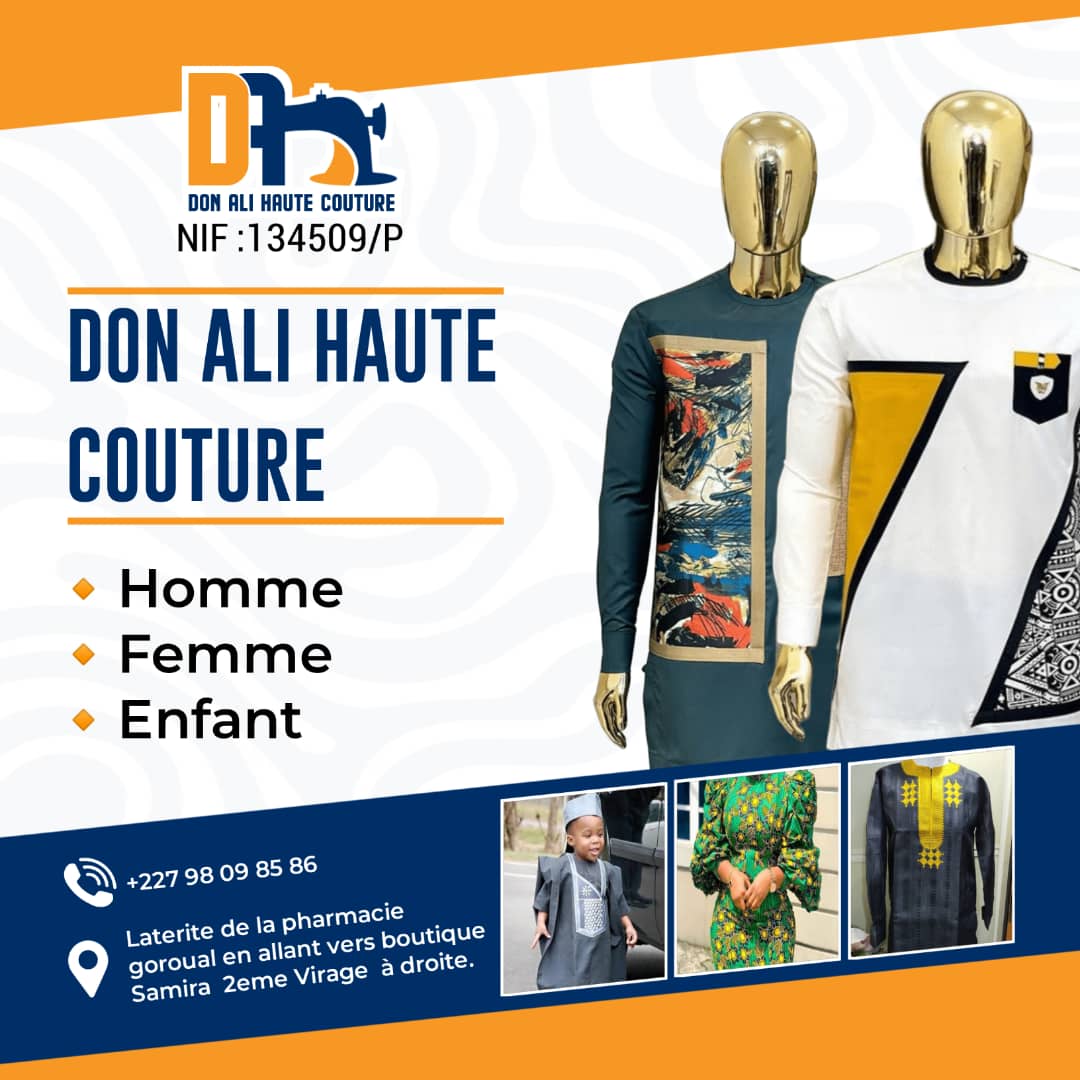 DA
DON ALI HAUTE COUTURE
NIF :134509/P
DON ALI HAUTE
COUTURE
Homme
Femme
Enfant
+227 98 09 85 86
Laterite de la pharmacie
goroual en allant vers boutique
Samira 2eme Virage à droite.